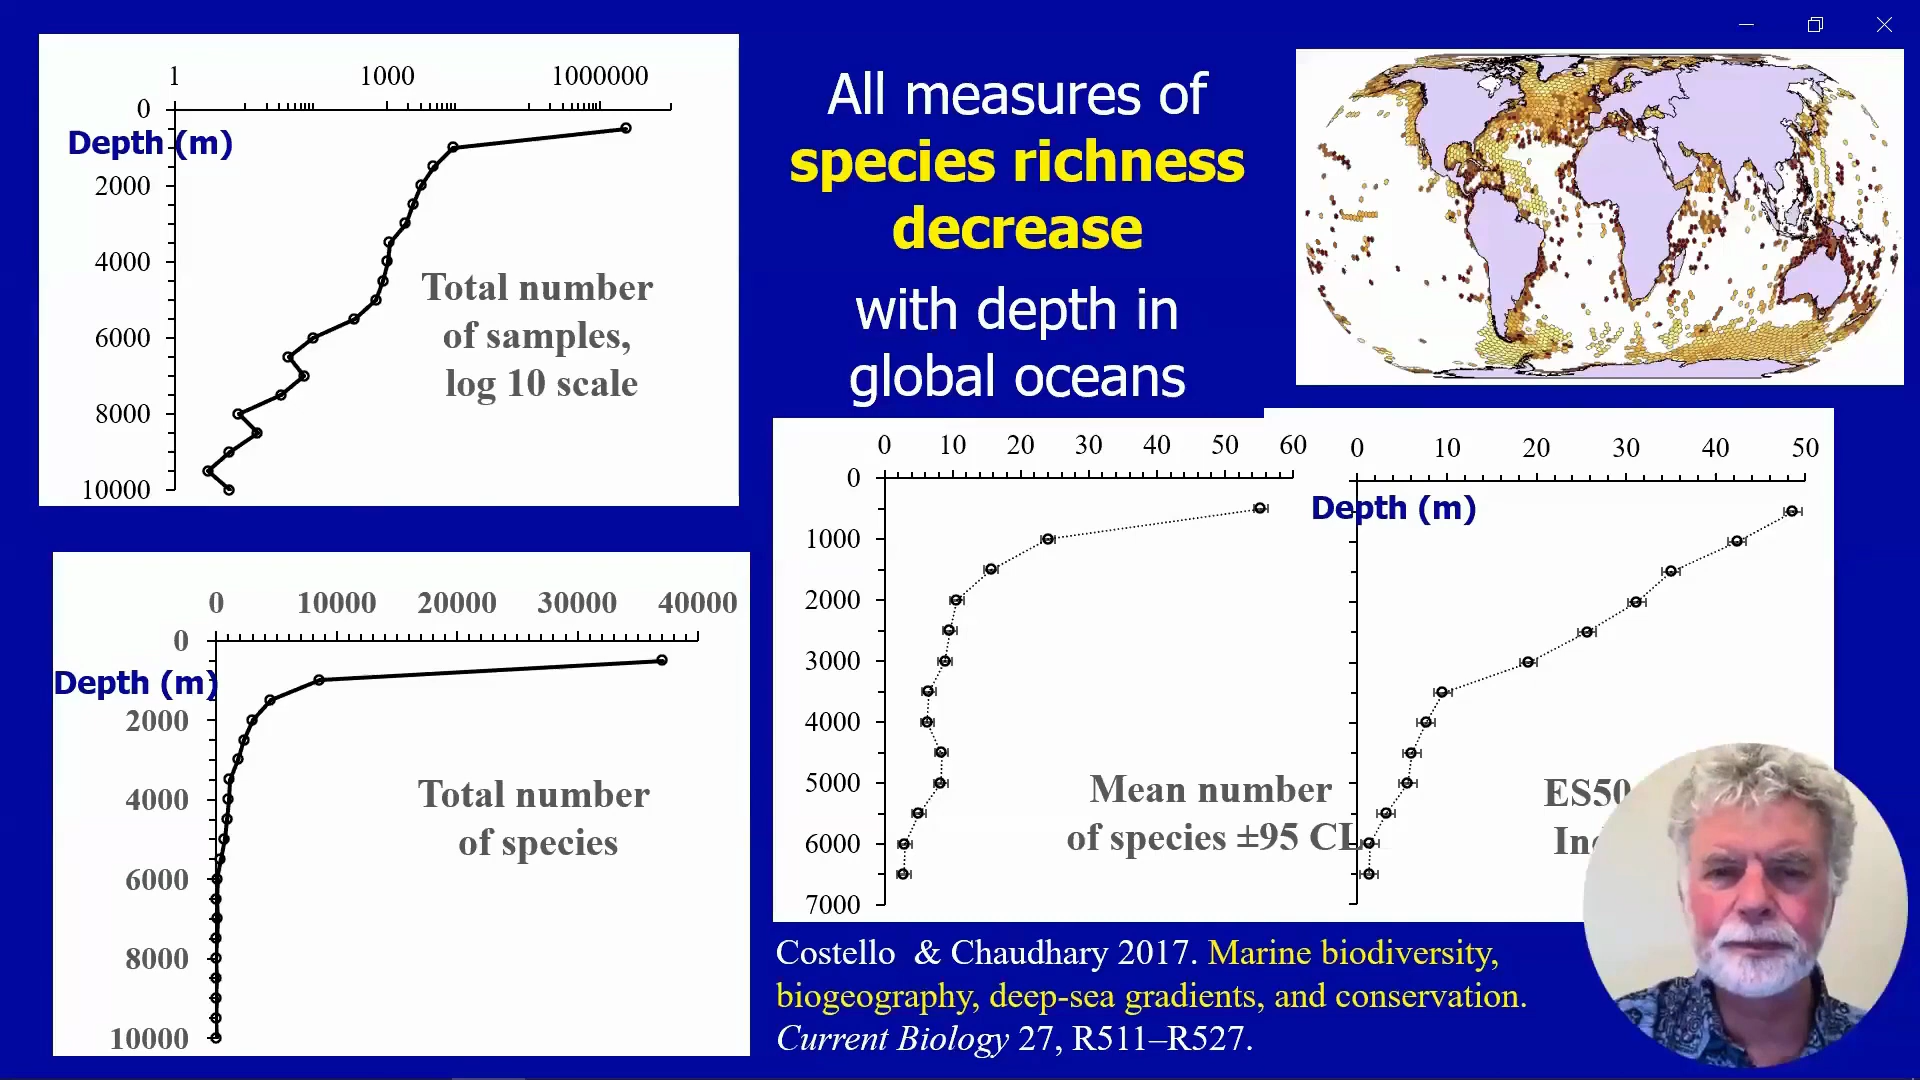 1 1000 1000000
0
Depth (m)
2000
4000
6000
8000
10000
Total number
of samples,
log 10 scale
All measures of
species richness
decrease
with depth in
global oceans
0 10000 20000 30000 40000
0
Depth (m)
2000
4000
6000
8000
10000
Total number
of species
0 10 20 30 40 50 60
0
1000
2000
3000
4000
5000
6000
7000
Mean number
of species ±95 CL
0 10 20 30 40 50
Depth (m)
ES50
Costello & Chaudhary 2017. Marine biodiversity,
biogeography, deep-sea gradients, and conservation.
Current Biology 27, R511–R527.